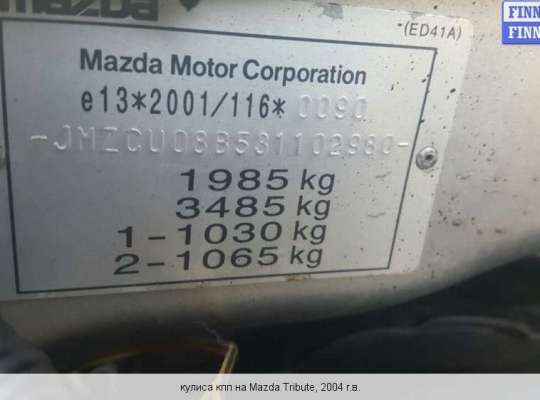 mazda
-(ED41A)
FINN
FINN
Mazda Motor Corporation
e13*2001/116* 0090
-JMZCU08B531102980-
1985 kg
3485 kg
1-1030 kg
2-1065 kg
кулиса кпп на Mazda Tribute, 2004 г.в.